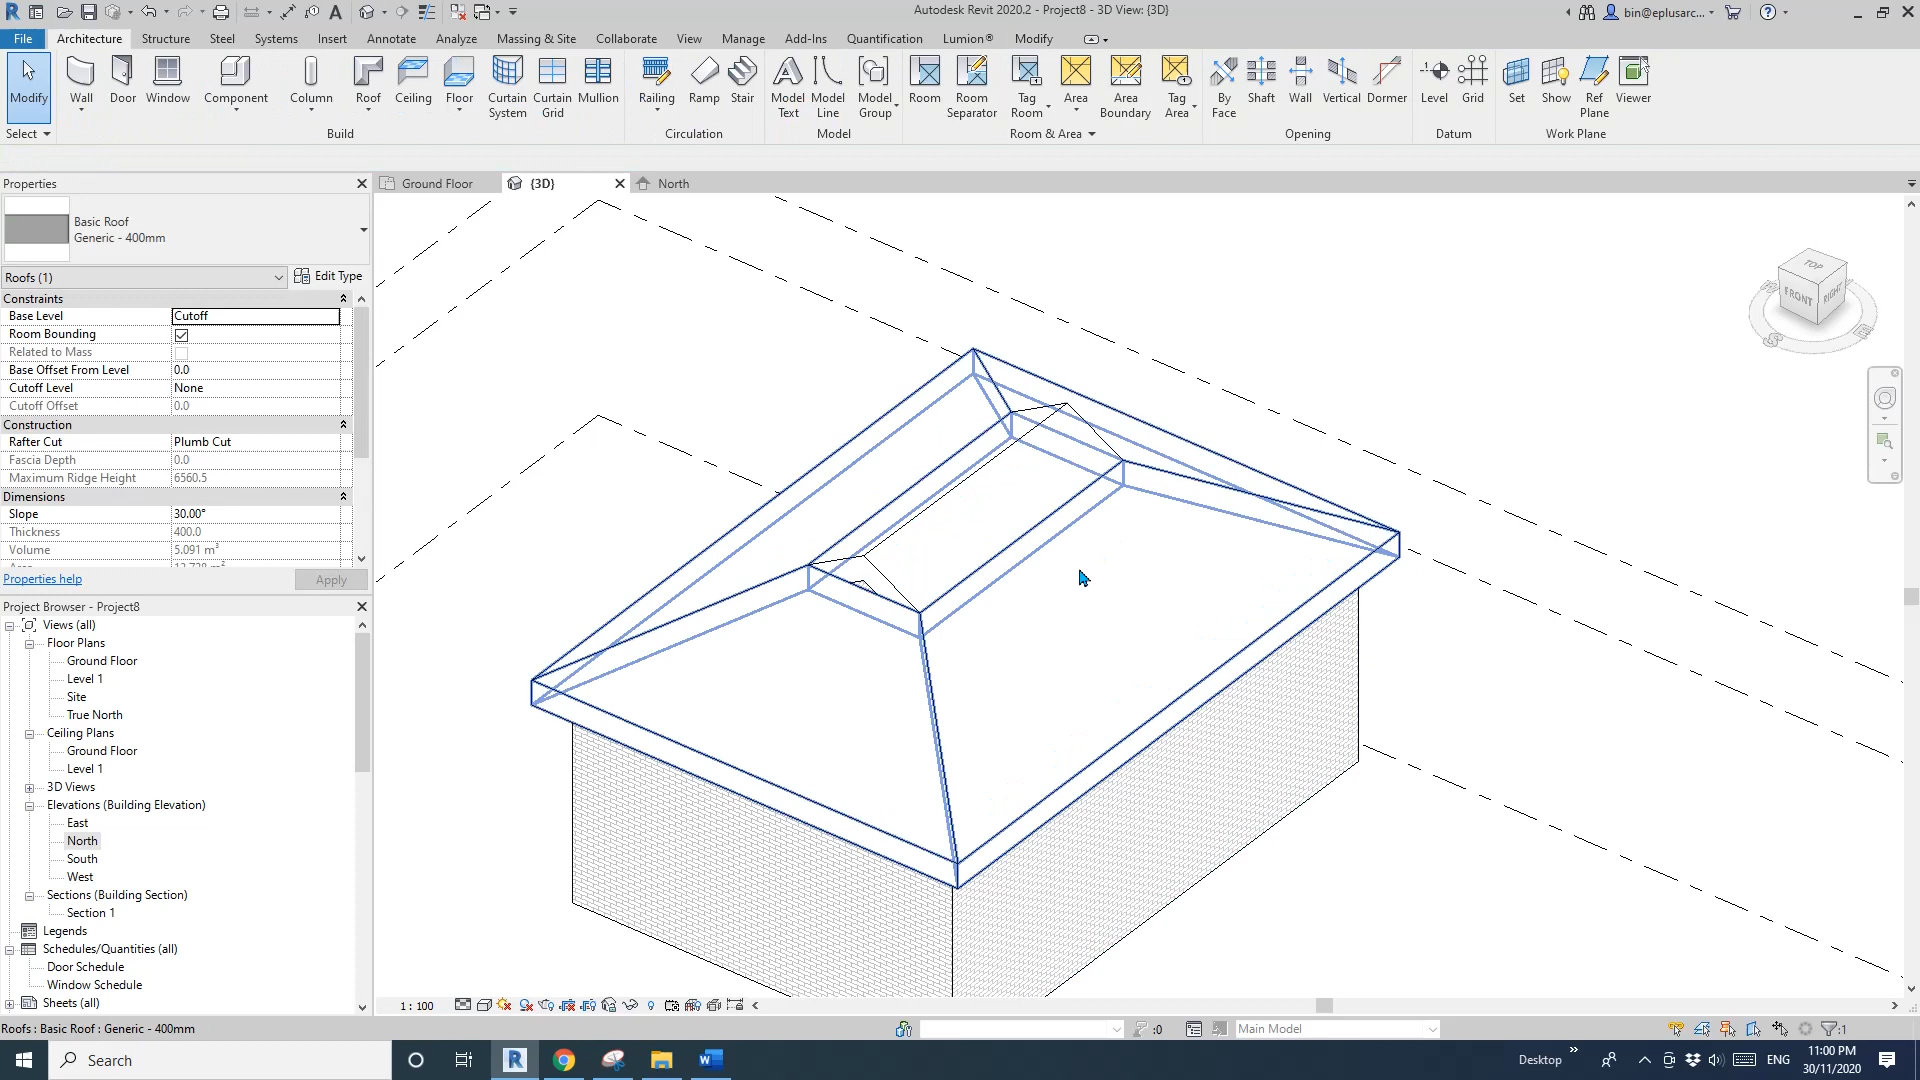 Autodesk Revit 2020.2 - Project8 - 3D View: {3D}
bin@eplusarc...
File Architecture Structure Steel Systems Insert Annotate Analyze Massing & Site Collaborate View Manage Add-Ins Quantification Lumion® Modify
Modify Wall Door Window Component Column Roof Ceiling Floor Curtain System Curtain Grid Mullion Railing Ramp Stair Model Text Model Line Model Group Room Room Separator Tag Room Area Area Boundary Tag Area By Face Shaft Wall Vertical Dormer Level Grid Set Show Ref Plane Viewer
Select Build Circulation Model Room & Area Opening Datum Work Plane
Properties
Ground Floor {3D} North
Basic Roof
Generic - 400mm
Roofs (1) Edit Type
Constraints
Base Level Cutoff
Room Bounding
Related to Mass
Base Offset From Level 0.0
Cutoff Level None
Cutoff Offset 0.0
Construction
Rafter Cut Plumb Cut
Fascia Depth 0.0
Maximum Ridge Height 6560.5
Dimensions
Slope 30.00°
Thickness 400.0
Volume 5.091 m³
Properties help Apply
Project Browser - Project8
Views (all)
Floor Plans
Ground Floor
Level 1
Site
True North
Ceiling Plans
Ground Floor
Level 1
3D Views
Elevations (Building Elevation)
East
North
South
West
Sections (Building Section)
Section 1
Legends
Schedules/Quantities (all)
Door Schedule
Window Schedule
Sheets (all)
TOP
FRONT RIGHT
S E
1 : 100
Roofs : Basic Roof : Generic - 400mm
:0
Main Model
:1
Search
Desktop
ENG
11:00 PM
30/11/2020